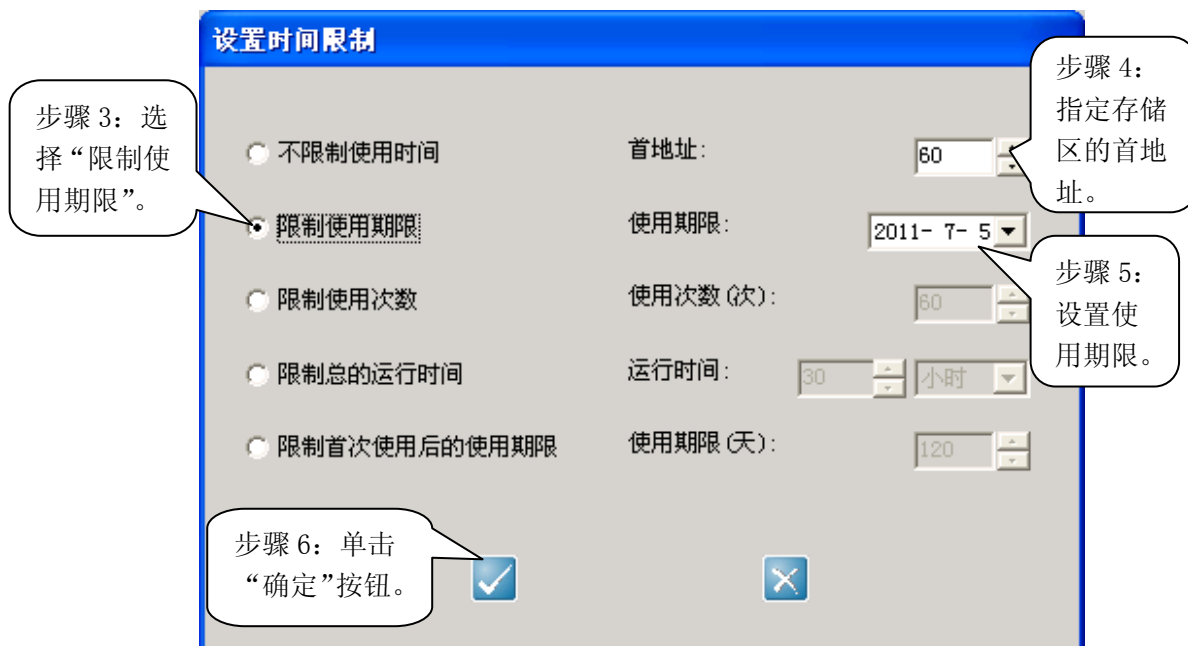 设置时间限制
步骤 3：选
择“限制使
用期限”。
步骤 4：
指定存储
区的首地
址。
不限制使用时间
首地址:
60
限制使用期限
使用期限:
2011- 7- 5
步骤 5：
设置使
用期限。
限制使用次数
使用次数(次):
60
限制总的运行时间
运行时间:
30
小时
限制首次使用后的使用期限
使用期限(天):
120
步骤 6：单击
“确定”按钮。